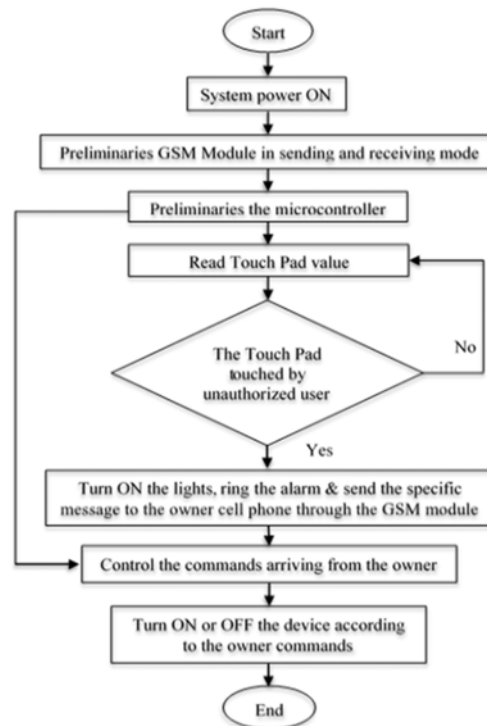 Start
System power ON
Preliminaries GSM Module in sending and receiving mode
Preliminaries the microcontroller
Read Touch Pad value
The Touch Pad
touched by
unauthorized user
No
Yes
Turn ON the lights, ring the alarm & send the specific
message to the owner cell phone through the GSM module
Control the commands arriving from the owner
Turn ON or OFF the device according
to the owner commands
End